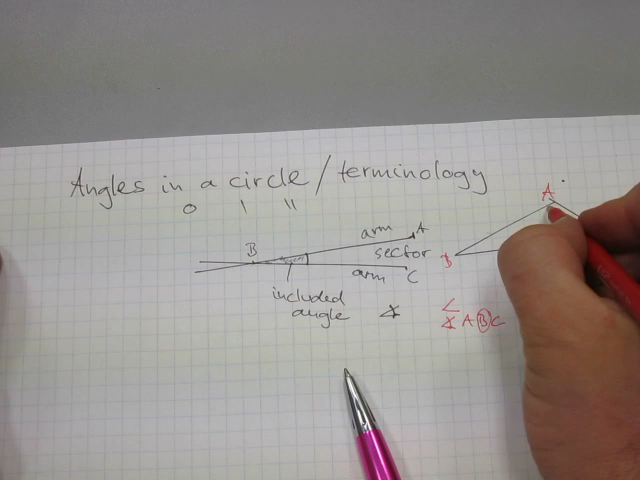 Angles in a circle / terminology
° ' "
B arm A
sector
arm C
included
angle ∢
A
B
∠
∢ A B C